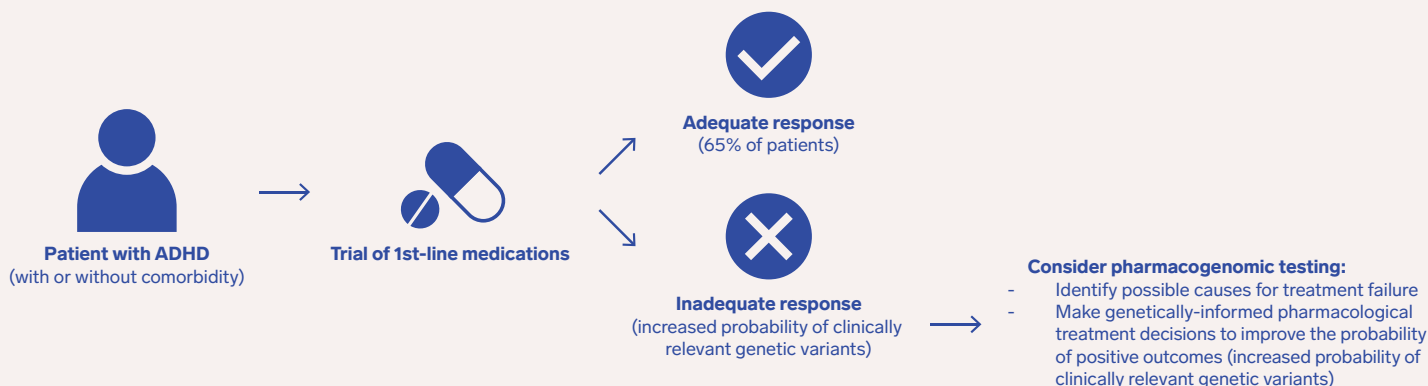 Patient with ADHD
(with or without comorbidity)
Trial of 1st-line medications
Adequate response
(65% of patients)
Inadequate response
(increased probability of clinically
relevant genetic variants)
Consider pharmacogenomic testing:
- Identify possible causes for treatment failure
- Make genetically-informed pharmacological
treatment decisions to improve the probability
of positive outcomes (increased probability of
clinically relevant genetic variants)